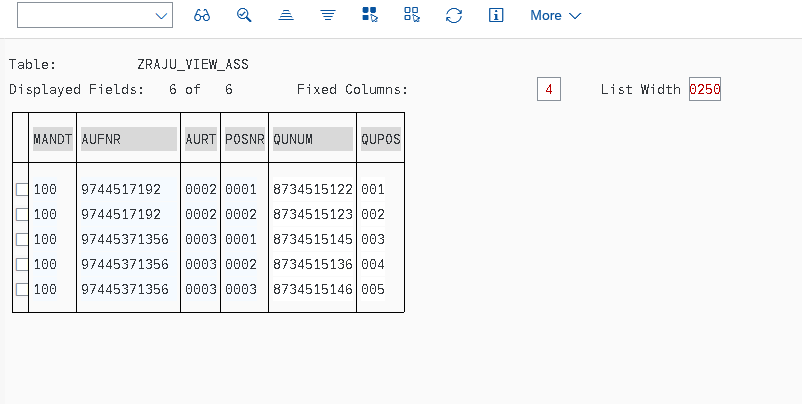 More
Table: ZRAJU_VIEW_ASS
Displayed Fields: 6 of 6 Fixed Columns: 4 List Width 0250
MANDT AUFNR AURT POSNR QUNUM QUPOS
100 9744517192 0002 0001 8734515122 001
100 9744517192 0002 0002 8734515123 002
100 97445371356 0003 0001 8734515145 003
100 97445371356 0003 0002 8734515136 004
100 97445371356 0003 0003 8734515146 005